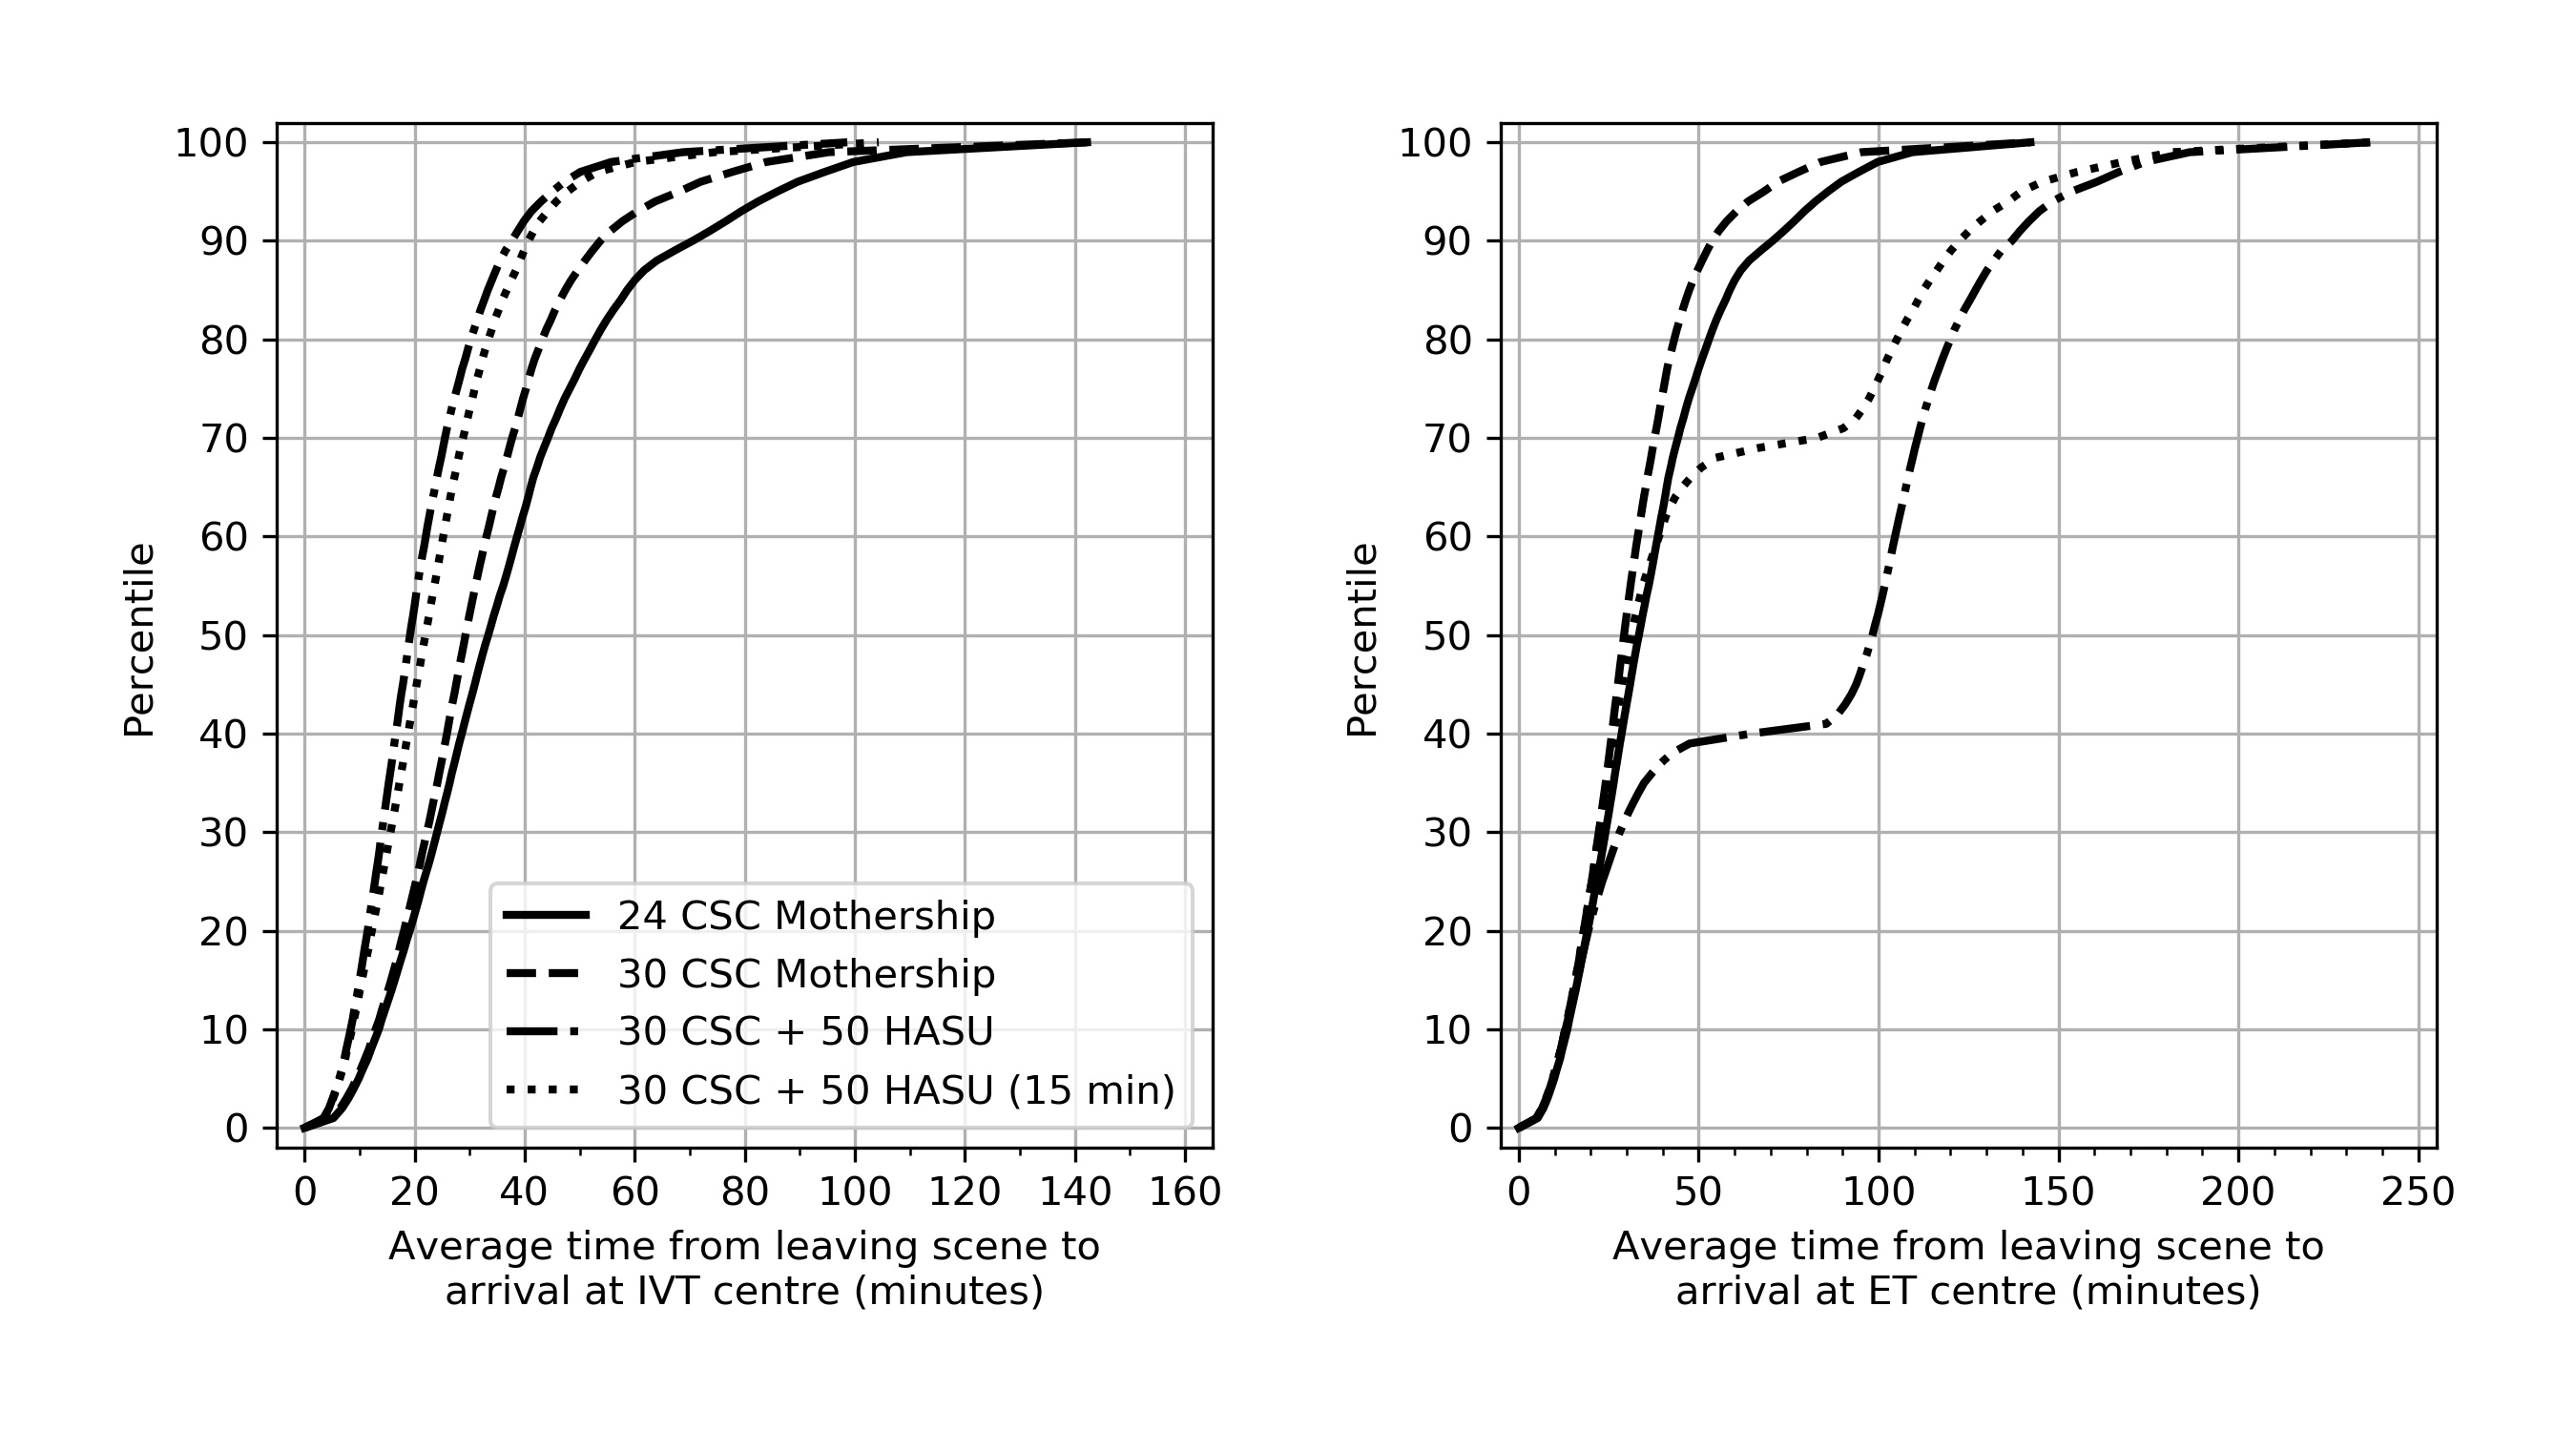 100
90
80
70
60
50
40
30
20
10
0
Percentile
24 CSC Mothership
30 CSC Mothership
30 CSC + 50 HASU
30 CSC + 50 HASU (15 min)
0 20 40 60 80 100 120 140 160
Average time from leaving scene to
arrival at IVT centre (minutes)
100
90
80
70
60
50
40
30
20
10
0
Percentile
0 50 100 150 200 250
Average time from leaving scene to
arrival at ET centre (minutes)